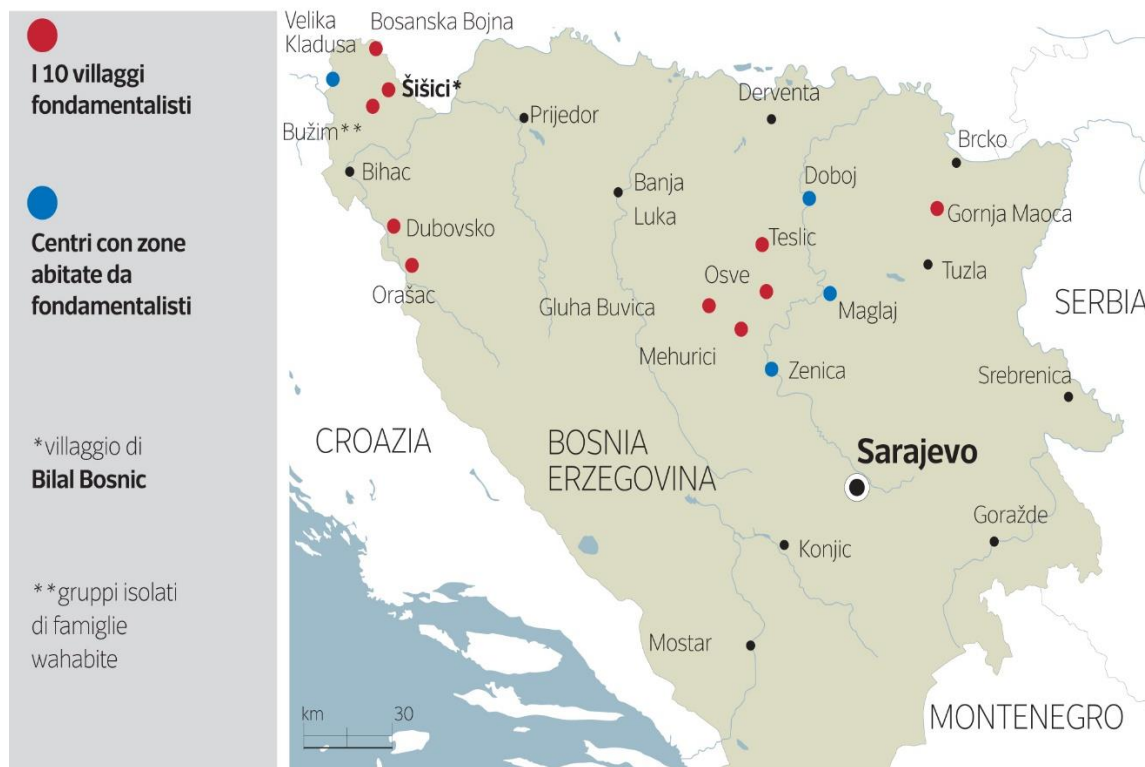 I 10 villaggi
fondamentalisti
Centri con zone
abitate da
fondamentalisti
*villaggio di
Bilal Bosnic
**gruppi isolati
di famiglie
wahabite
Velika
Kladusa
Bosanska Bojna
Šišici*
Bužim**
Prijedor
Derventa
Brcko
Bihac
Banja
Luka
Doboj
Gornja Maoca
Dubovsko
Teslic
Tuzla
Orašac
Osve
Gluha Buvica
Maglaj
SERBIA
Mehurici
Zenica
Srebrenica
CROAZIA
BOSNIA
ERZEGOVINA
Sarajevo
Goražde
Konjic
Mostar
km 30
MONTENEGRO